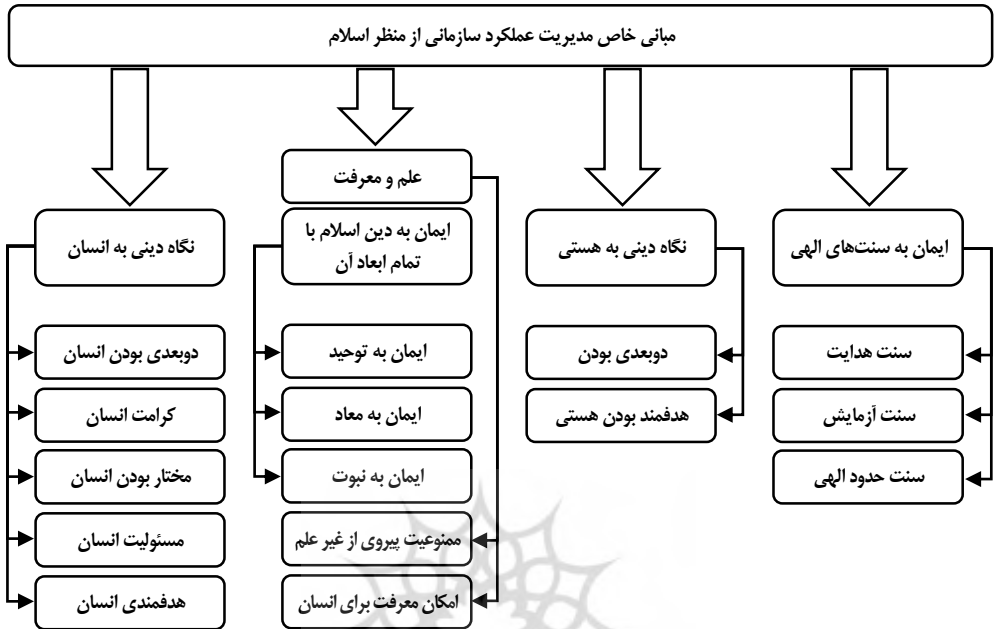 مبانی خاص مدیریت عملکرد سازمانی از منظر اسلام
ایمان به سنت‌های الهی
سنت هدایت
سنت آزمایش
سنت حدود الهی
نگاه دینی به هستی
دوبعدی بودن
هدفمند بودن هستی
علم و معرفت
ایمان به دین اسلام با
تمام ابعاد آن
ایمان به توحید
ایمان به معاد
ایمان به نبوت
ممنوعیت پیروی از غیر علم
امکان معرفت برای انسان
نگاه دینی به انسان
دوبعدی بودن انسان
کرامت انسان
مختار بودن انسان
مسئولیت انسان
هدفمندی انسان